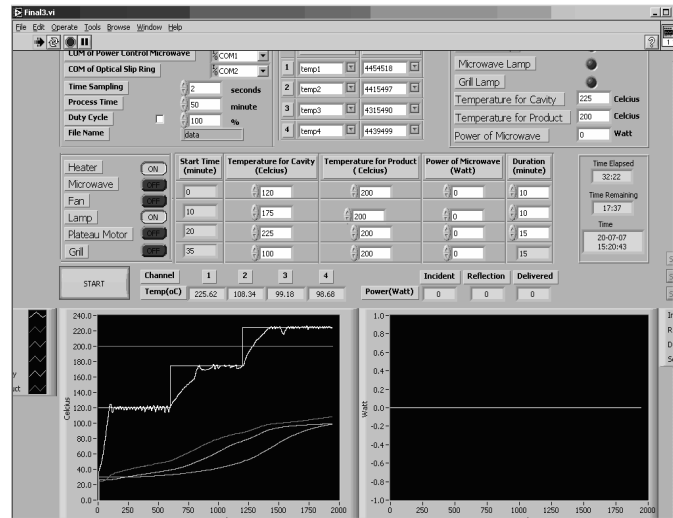 Final3.vi
File Edit Operate Tools Browse Window Help
COM of Power Control Microwave COM1
COM of Optical Slip Ring COM2
Time Sampling 2 seconds
Process Time 50 minute
Duty Cycle 100 %
File Name data
1 temp1 4454518
2 temp2 4415497
3 temp3 4315490
4 temp4 4439499
Microwave Lamp
Grill Lamp
Temperature for Cavity 225 Celcius
Temperature for Product 200 Celcius
Power of Microwave 0 Watt
Heater ON
Microwave OFF
Fan OFF
Lamp ON
Plateau Motor OFF
Grill OFF
Start Time Temperature for Cavity Temperature for Product Power of Microwave Duration
(minute) (Celcius) ( Celcius) (Watt) (minute)
0 120 200 0 10
10 175 200 0 10
20 225 200 0 15
35 100 200 0 15
Time Elapsed
32:22
Time Remaining
17:37
Time
20-07-07
15:20:43
START
Channel 1 2 3 4
Temp(oC) 225.62 108.34 99.18 98.68
Incident Reflection Delivered
Power(Watt) 0 0 0
240.0
220.0
200.0
180.0
160.0
140.0
120.0
100.0
80.0
60.0
40.0
20.0
0.0
Celcius
0 250 500 750 1000 1250 1500 1750 2000
1.0
0.8
0.6
0.4
0.2
0.0
-0.2
-0.4
-0.6
-0.8
-1.0
Watt
0 250 500 750 1000 1250 1500 1750 2000